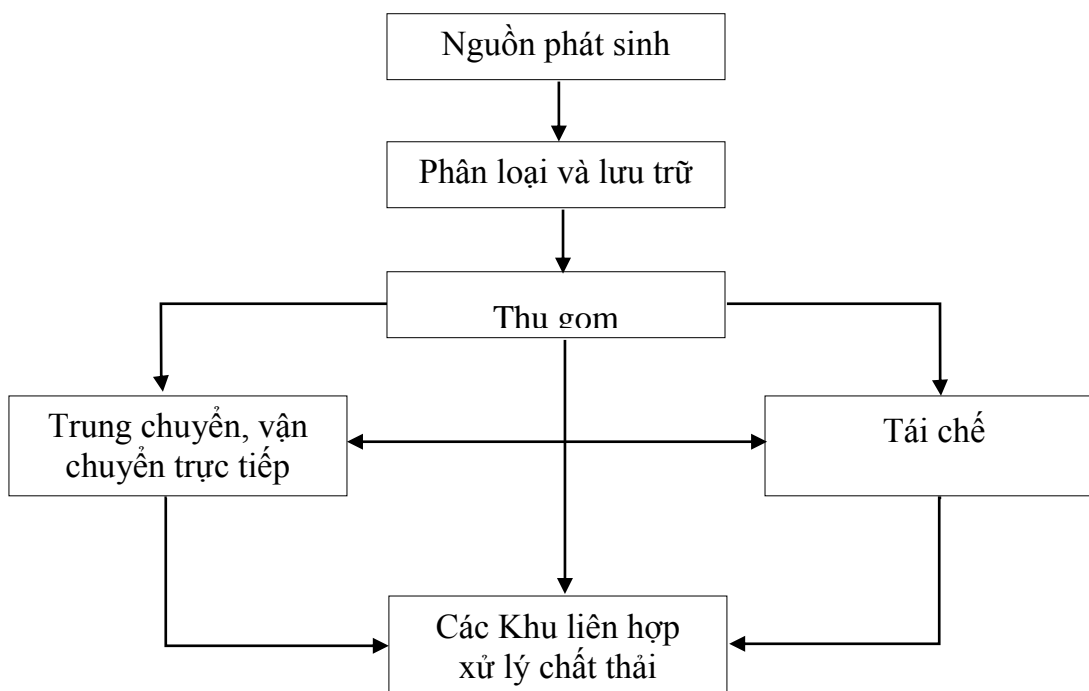 Nguồn phát sinh
Phân loại và lưu trữ
Thu gom
Trung chuyển, vận
chuyển trực tiếp
Tái chế
Các Khu liên hợp
xử lý chất thải